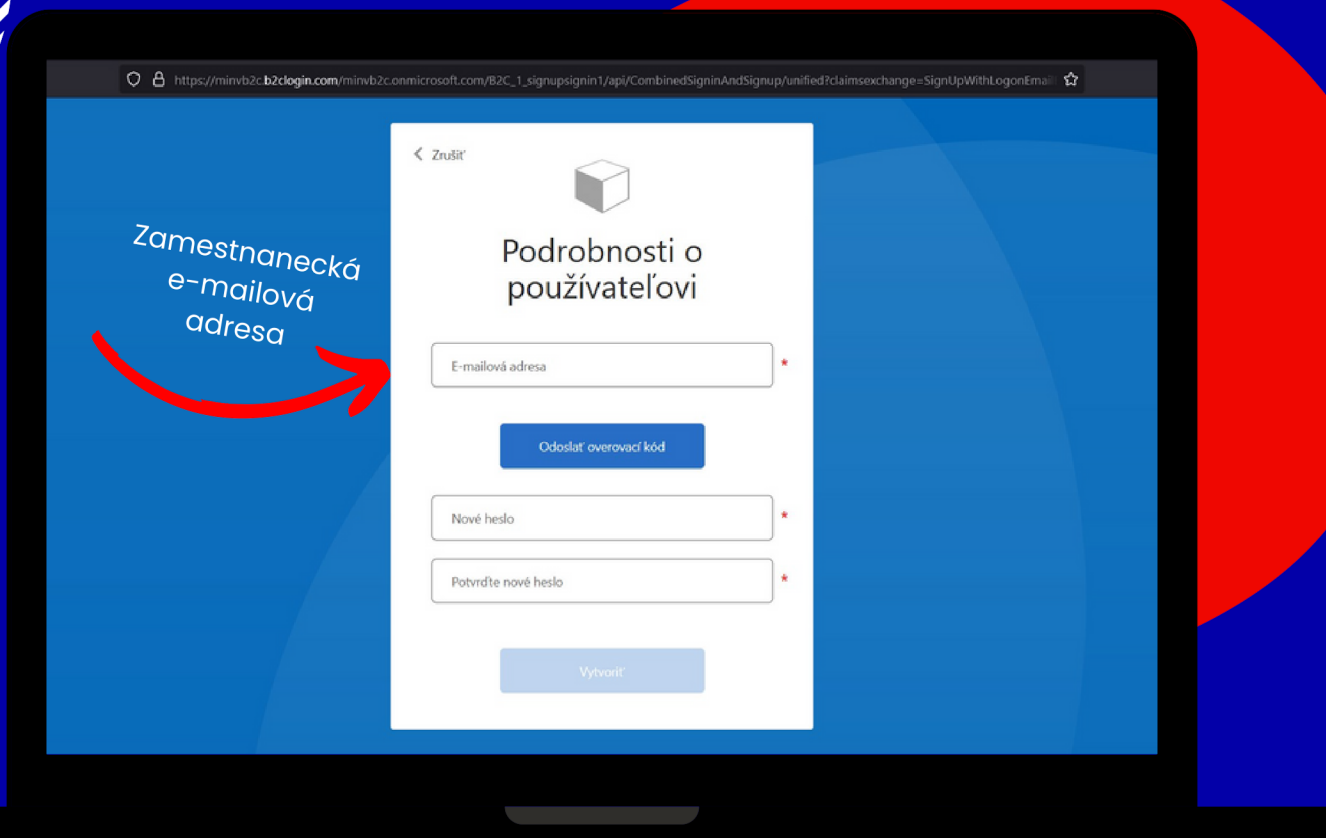 https://minvb2c.b2clogin.com/minvb2c.onmicrosoft.com/B2C_1_signupsignin1/api/CombinedSigninAndSignup/unified?claimsexchange=SignUpWithLogonEmail
Zrušiť
Podrobnosti o
používateľovi
Zamestnanecká
e-mailová
adresa
E-mailová adresa
*
Odoslať overovací kód
Nové heslo
*
Potvrďte nové heslo
*
Vytvoriť